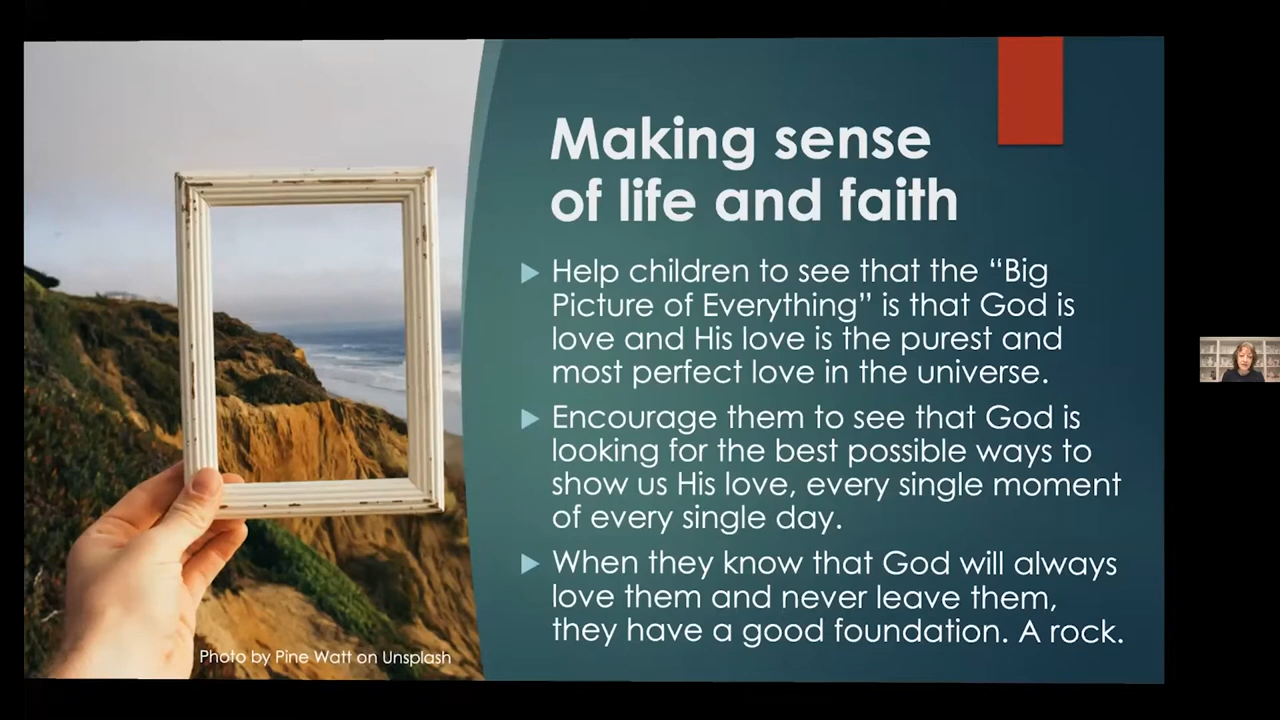 Making sense
of life and faith
Help children to see that the “Big
Picture of Everything” is that God is
love and His love is the purest and
most perfect love in the universe.
Encourage them to see that God is
looking for the best possible ways to
show us His love, every single moment
of every single day.
When they know that God will always
love them and never leave them,
they have a good foundation. A rock.
Photo by Pine Watt on Unsplash